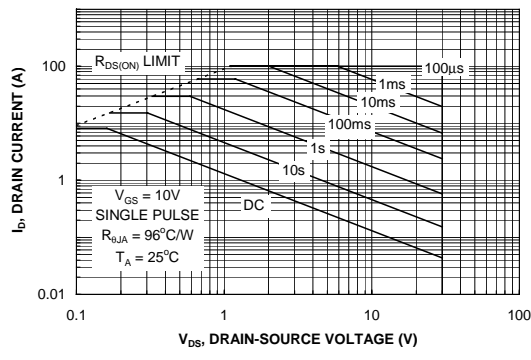 100
1
0.01
I_D, DRAIN CURRENT (A)
R_DS(ON) LIMIT
100μs
1ms
10ms
100ms
1s
10s
DC
V_GS = 10V
SINGLE PULSE
R_θJA = 96°C/W
T_A = 25°C
0.1
1
10
100
V_DS, DRAIN-SOURCE VOLTAGE (V)